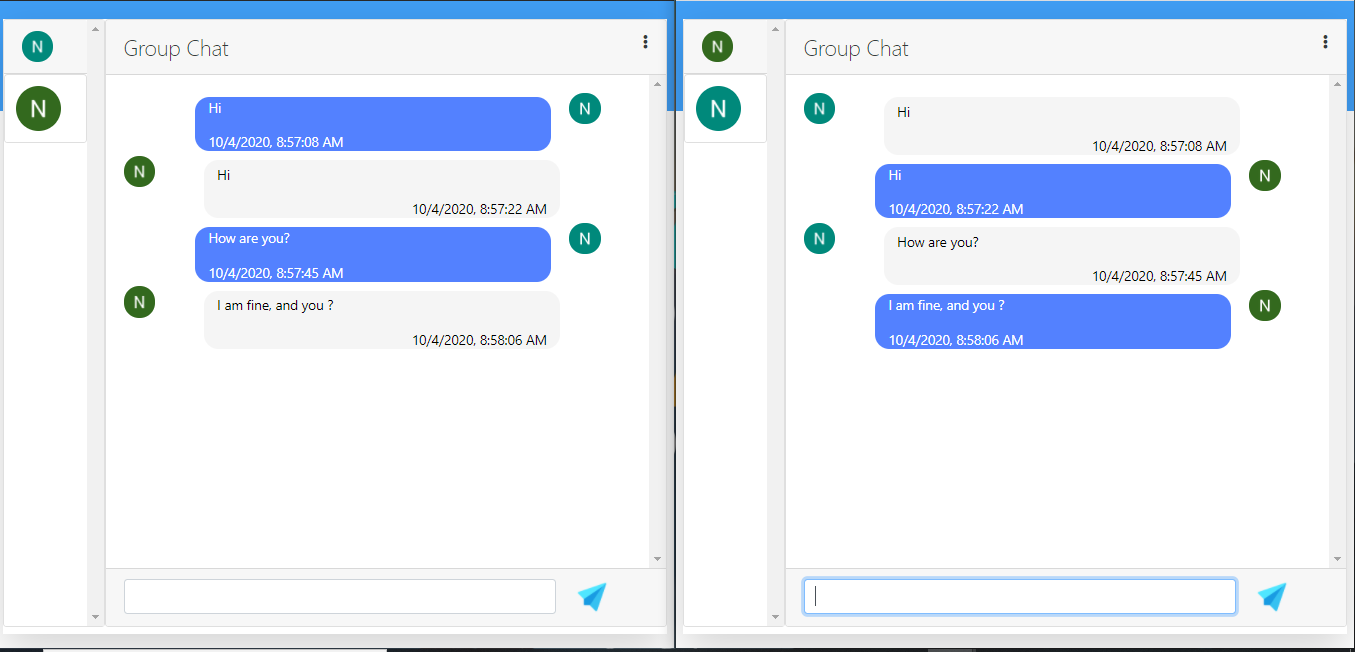 N
Group Chat
N
Hi
10/4/2020, 8:57:08 AM
N
N
Hi
10/4/2020, 8:57:22 AM
How are you?
10/4/2020, 8:57:45 AM
N
N
I am fine, and you ?
10/4/2020, 8:58:06 AM
N
Group Chat
N
N
Hi
10/4/2020, 8:57:08 AM
Hi
10/4/2020, 8:57:22 AM
N
N
How are you?
10/4/2020, 8:57:45 AM
I am fine, and you ?
10/4/2020, 8:58:06 AM
N